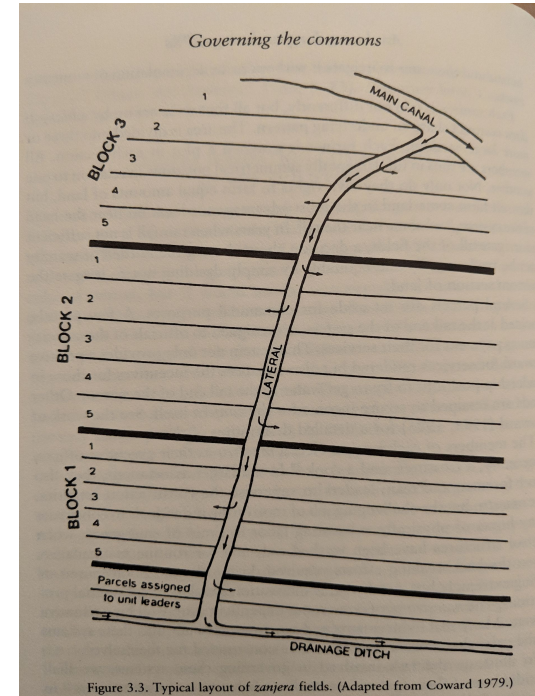 Governing the commons
MAIN CANAL
BLOCK 3
1
2
3
4
5
BLOCK 2
1
2
3
4
5
LATERAL
BLOCK 1
1
2
3
4
5
Parcels assigned
to unit leaders
DRAINAGE DITCH
Figure 3.3. Typical layout of zanjera fields. (Adapted from Coward 1979.)